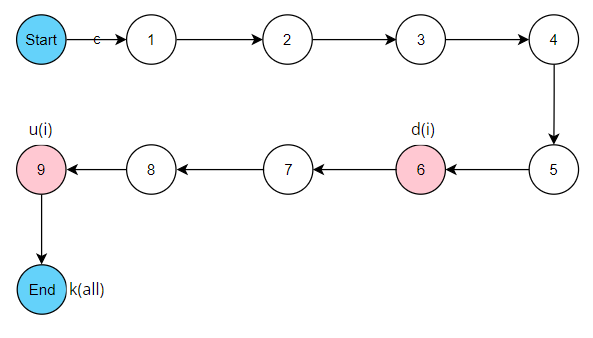 Start c 1 2 3 4
u(i) d(i)
9 8 7 6 5
End k(all)